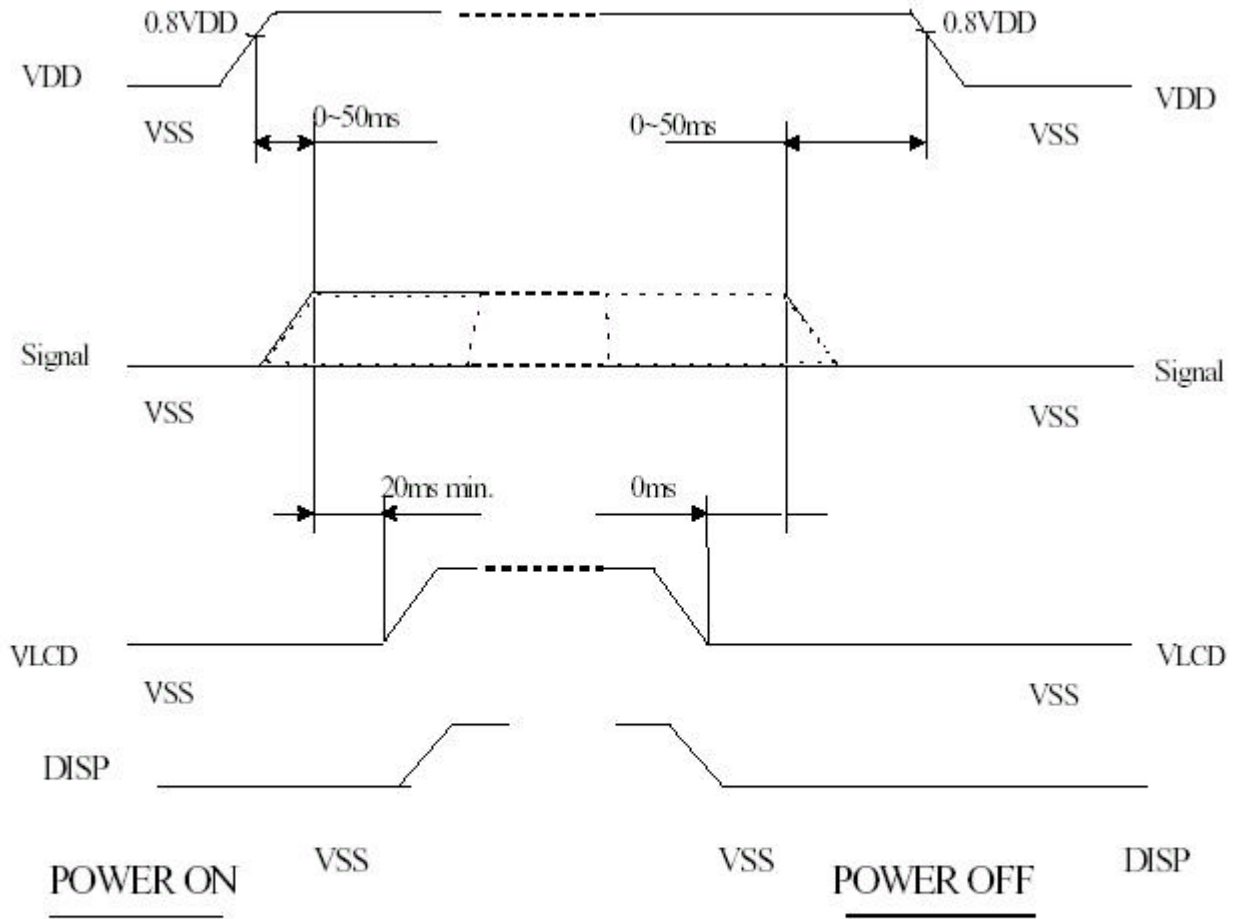 0.8VDD 0.8VDD
VDD VDD
VSS 0~50ms 0~50ms VSS
Signal Signal
VSS VSS
20ms min. 0ms
VLCD VLCD
VSS VSS
DISP
VSS VSS DISP
POWER ON POWER OFF